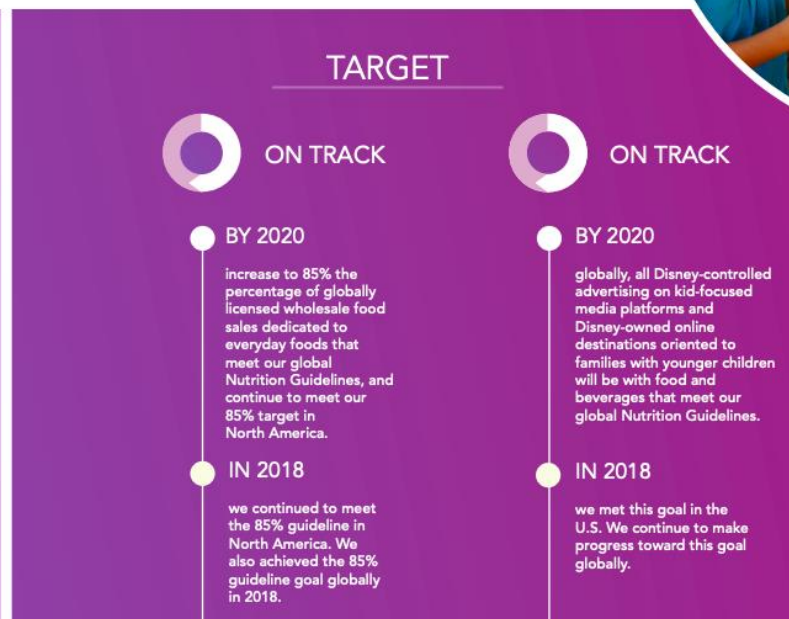 TARGET
ON TRACK
BY 2020
increase to 85% the
percentage of globally
licensed wholesale food
sales dedicated to
everyday foods that
meet our global
Nutrition Guidelines, and
continue to meet our
85% target in
North America.
IN 2018
we continued to meet
the 85% guideline in
North America. We
also achieved the 85%
guideline goal globally
in 2018.
ON TRACK
BY 2020
globally, all Disney-controlled
advertising on kid-focused
media platforms and
Disney-owned online
destinations oriented to
families with younger children
will be with food and
beverages that meet our
global Nutrition Guidelines.
IN 2018
we met this goal in the
U.S. We continue to make
progress toward this goal
globally.